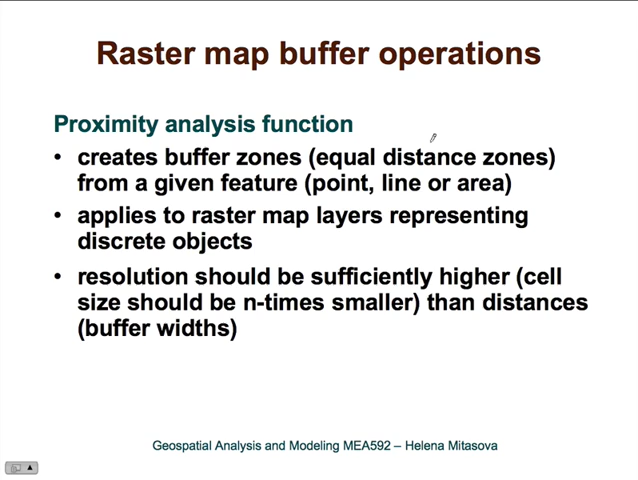 Raster map buffer operations
Proximity analysis function
• creates buffer zones (equal distance zones)
from a given feature (point, line or area)
• applies to raster map layers representing
discrete objects
• resolution should be sufficiently higher (cell
size should be n-times smaller) than distances
(buffer widths)
Geospatial Analysis and Modeling MEA592 – Helena Mitasova